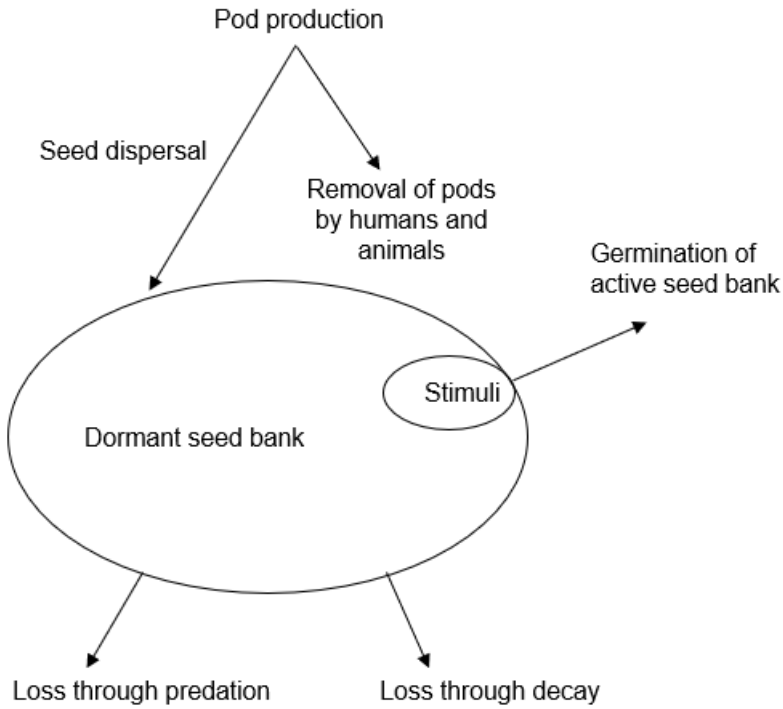 Pod production
Seed dispersal
Removal of pods
by humans and
animals
Germination of
active seed bank
Stimuli
Dormant seed bank
Loss through predation
Loss through decay